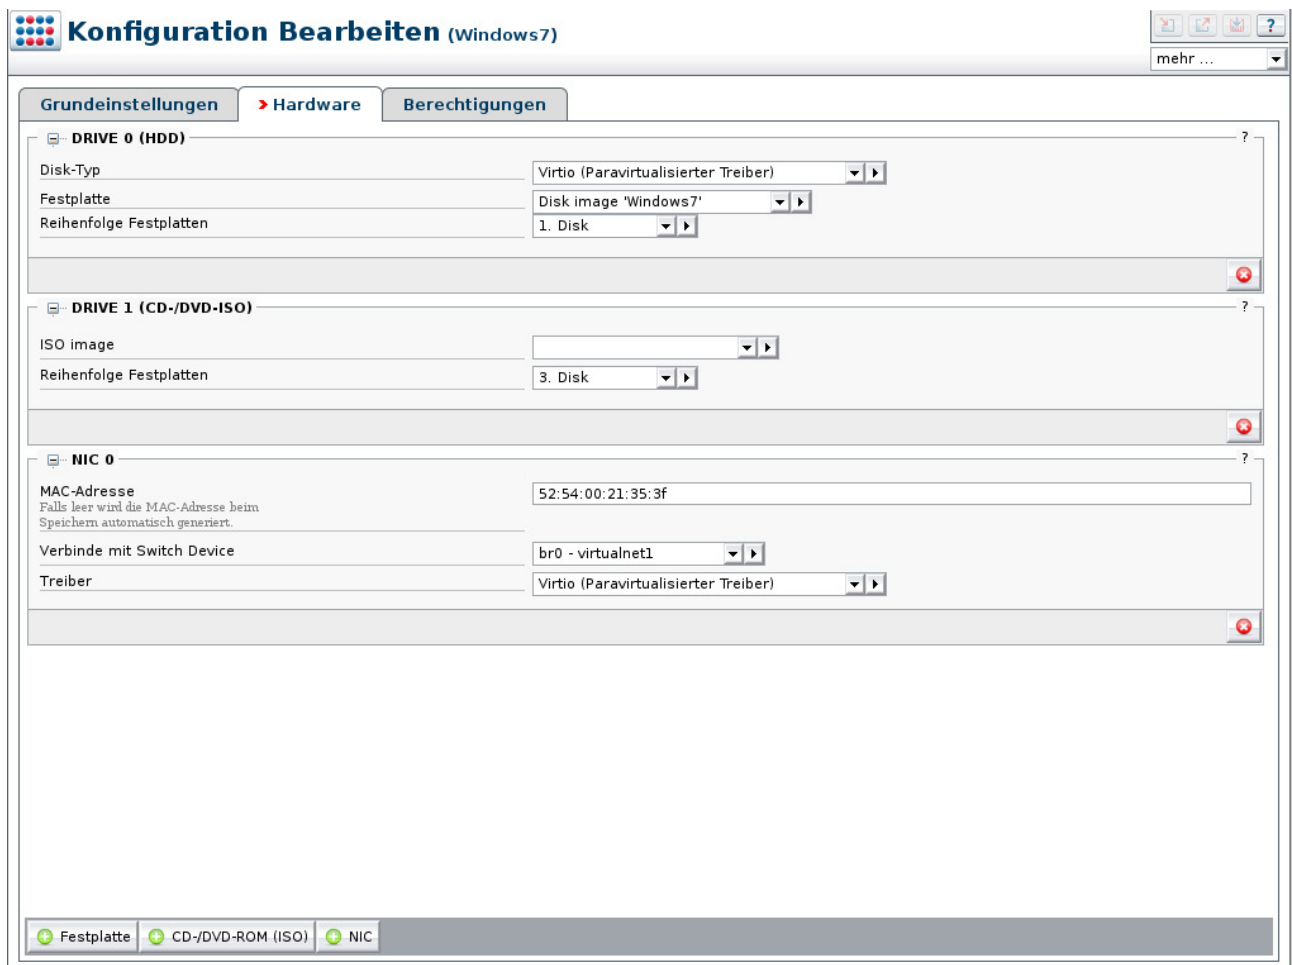 Konfiguration Bearbeiten (Windows7)
?
mehr ...
Grundeinstellungen
Hardware
Berechtigungen
DRIVE 0 (HDD)
?
Disk-Typ
Virtio (Paravirtualisierter Treiber)
Festplatte
Disk image 'Windows7'
Reihenfolge Festplatten
1. Disk
DRIVE 1 (CD-/DVD-ISO)
?
ISO image
Reihenfolge Festplatten
3. Disk
NIC 0
?
MAC-Adresse
52:54:00:21:35:3f
Falls leer wird die MAC-Adresse beim
Speichern automatisch generiert.
Verbinde mit Switch Device
br0 - virtualnet1
Treiber
Virtio (Paravirtualisierter Treiber)
Festplatte
CD-/DVD-ROM (ISO)
NIC